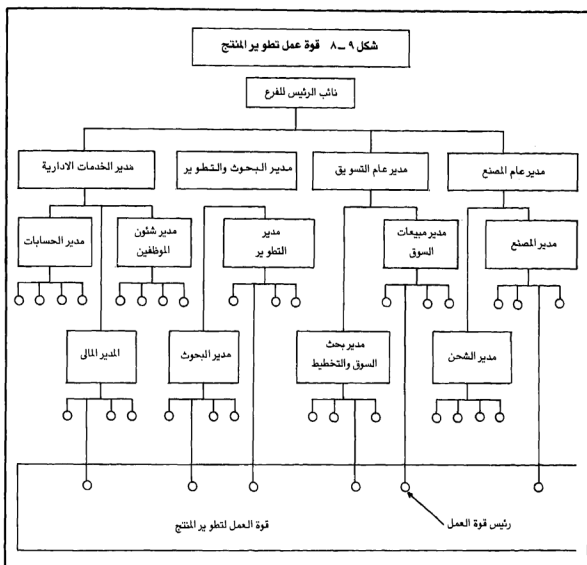 شكل ٩ ــ ٨ قوة عمل تطوير المنتج
نائب الرئيس للفرع
مدير عام المصنع
مدير عام التسويق
مدير البحوث والتطوير
مدير الخدمات الادارية
مدير المصنع
مدير مبيعات
السوق
مدير
التطوير
مدير شئون
الموظفين
مدير الحسابات
مدير الشحن
مدير بحث
السوق والتخطيط
مدير البحوث
المدير المالى
رئيس قوة العمل
قوة العمل لتطوير المنتج